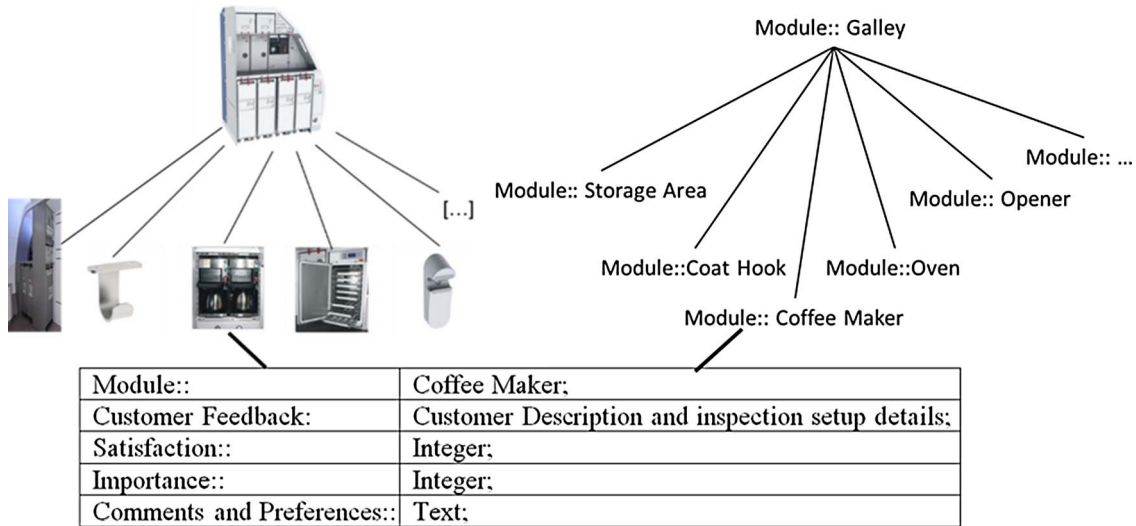 Module:: Galley
Module:: ...
Module:: Storage Area
Module:: Opener
[...]
Module::Coat Hook
Module::Oven
Module:: Coffee Maker
Module:: Coffee Maker;
Customer Feedback: Customer Description and inspection setup details;
Satisfaction:: Integer;
Importance:: Integer;
Comments and Preferences:: Text;